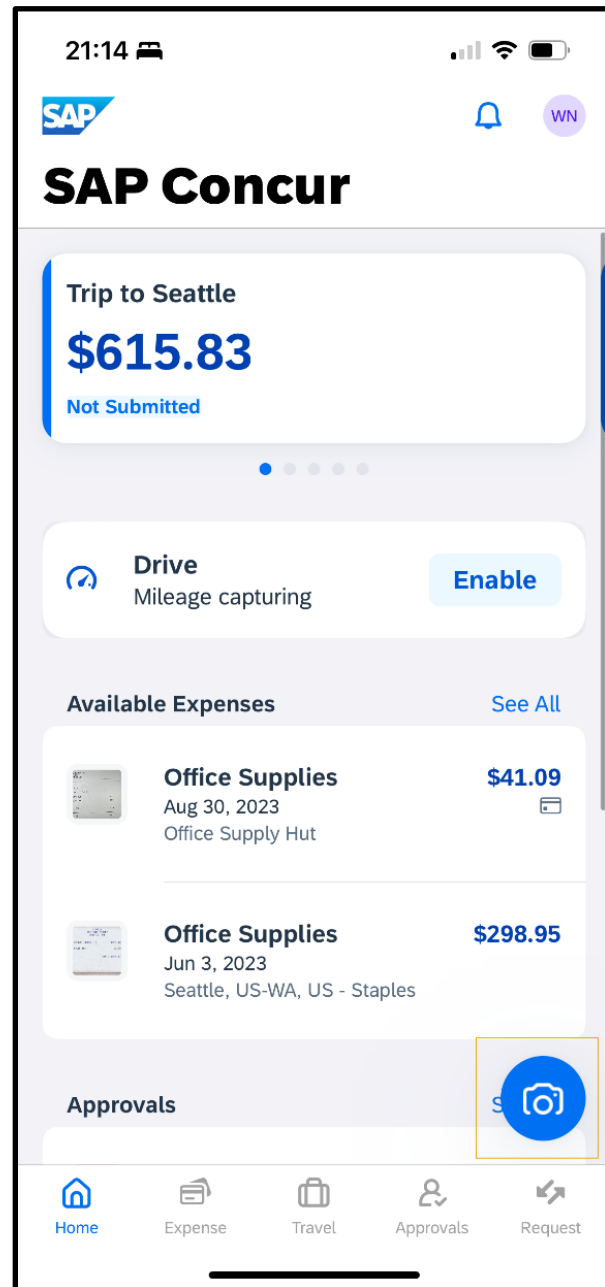 21:14
SAP
WN
SAP Concur
Trip to Seattle
$615.83
Not Submitted
Drive
Mileage capturing
Enable
Available Expenses
See All
Office Supplies
$41.09
Aug 30, 2023
Office Supply Hut
Office Supplies
$298.95
Jun 3, 2023
Seattle, US-WA, US - Staples
Approvals
Home
Expense
Travel
Approvals
Request